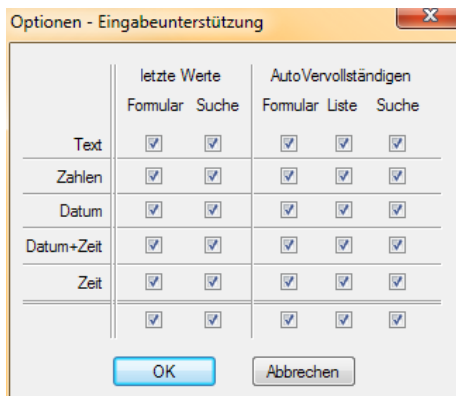 Optionen - Eingabeunterstützung
letzte Werte AutoVervollständigen
Formular Suche Formular Liste Suche
Text
Zahlen
Datum
Datum+Zeit
Zeit
OK Abbrechen